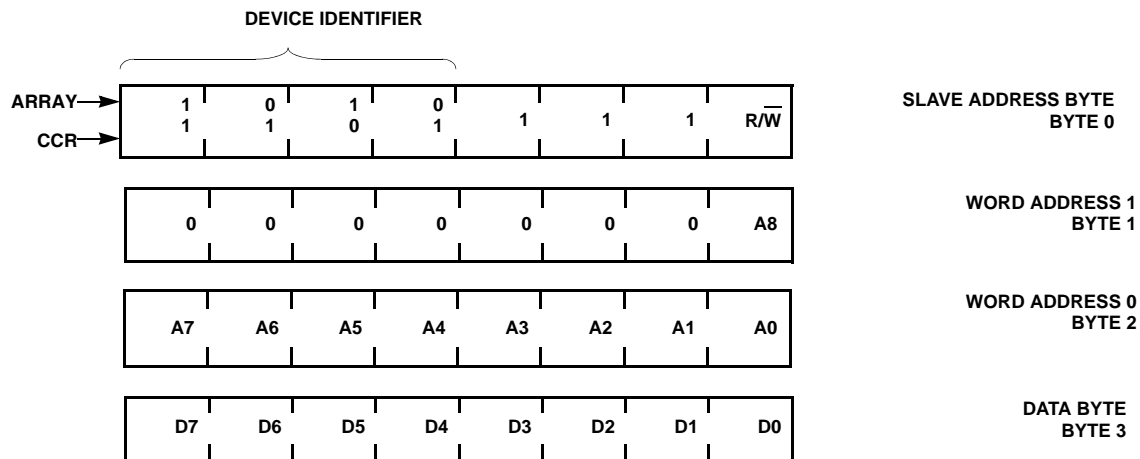 DEVICE IDENTIFIER
ARRAY
CCR
1 0 1 0
1 1 0 1
1 1 1 R/W̅
SLAVE ADDRESS BYTE
BYTE 0
0 0 0 0 0 0 0 A8
WORD ADDRESS 1
BYTE 1
A7 A6 A5 A4 A3 A2 A1 A0
WORD ADDRESS 0
BYTE 2
D7 D6 D5 D4 D3 D2 D1 D0
DATA BYTE
BYTE 3